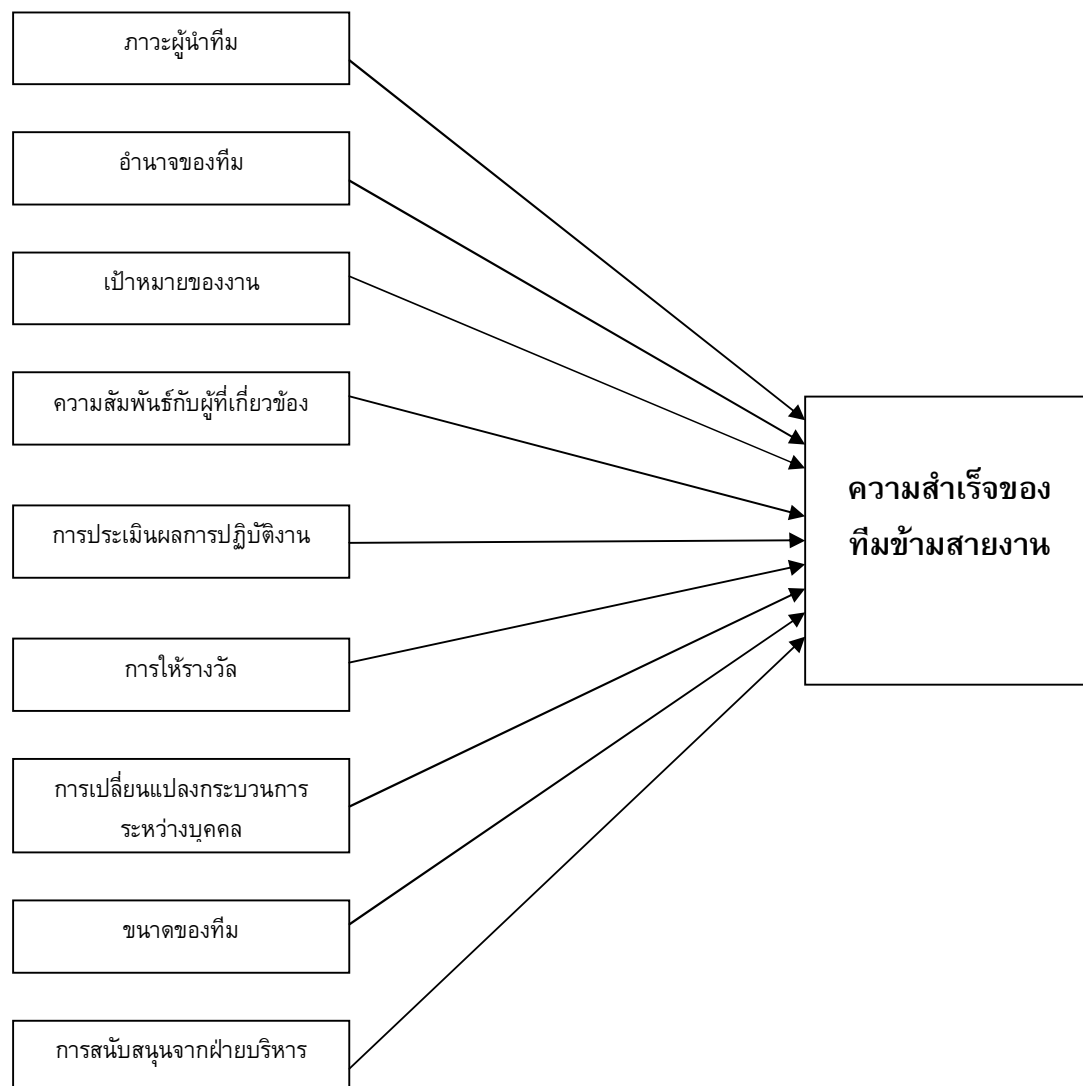 ภาวะผู้นำทีม
อำนาจของทีม
เป้าหมายของงาน
ความสัมพันธ์กับผู้ที่เกี่ยวข้อง
การประเมินผลการปฏิบัติงาน
การให้รางวัล
การเปลี่ยนแปลงกระบวนการ
ระหว่างบุคคล
ขนาดของทีม
การสนับสนุนจากฝ่ายบริหาร
ความสำเร็จของ
ทีมข้ามสายงาน